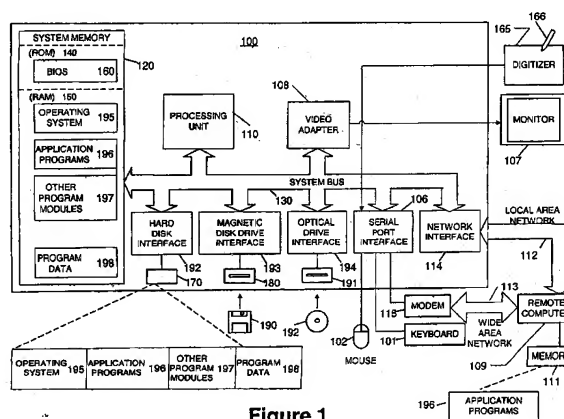 SYSTEM MEMORY
(ROM) 140
BIOS 160
120
(RAM) 150
OPERATING SYSTEM 195
APPLICATION PROGRAMS 196
OTHER PROGRAM MODULES 197
PROGRAM DATA 198
100
PROCESSING UNIT
110
108
VIDEO ADAPTER
165
166
DIGITIZER
MONITOR
107
SYSTEM BUS
130
106
HARD DISK INTERFACE
MAGNETIC DISK DRIVE INTERFACE
OPTICAL DRIVE INTERFACE
SERIAL PORT INTERFACE
NETWORK INTERFACE
LOCAL AREA NETWORK
192
193
194
114
112
170
180
191
113
190
192
102
MOUSE
MODEM
115
KEYBOARD
101
WIDE AREA NETWORK
REMOTE COMPUTE
109
MEMOR
111
OPERATING SYSTEM 195
APPLICATION PROGRAMS 196
OTHER PROGRAM MODULES 197
PROGRAM DATA 198
196
APPLICATION PROGRAMS
Figure 1